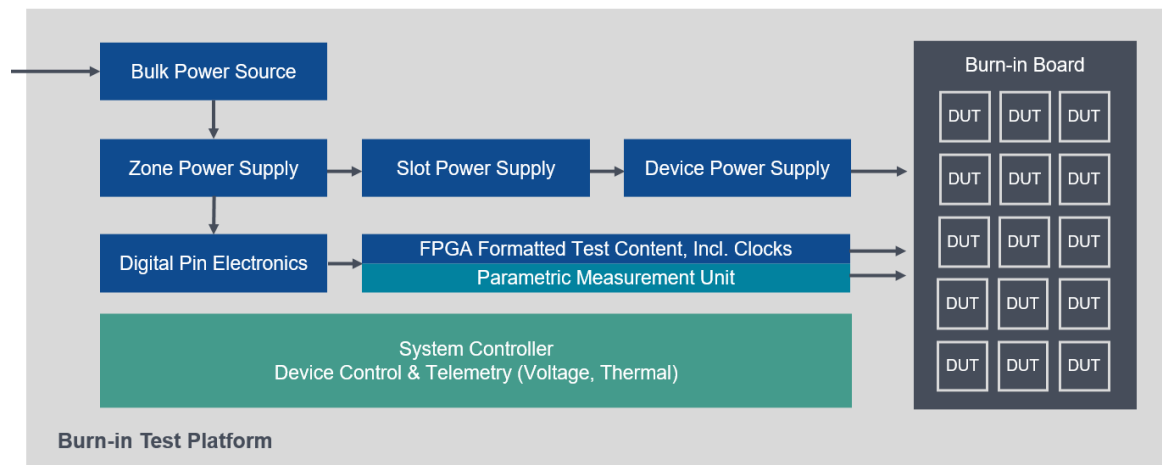 Bulk Power Source
Burn-in Board
Zone Power Supply
Slot Power Supply
Device Power Supply
Digital Pin Electronics
FPGA Formatted Test Content, Incl. Clocks
Parametric Measurement Unit
System Controller
Device Control & Telemetry (Voltage, Thermal)
DUT DUT DUT
DUT DUT DUT
DUT DUT DUT
DUT DUT DUT
DUT DUT DUT
Burn-in Test Platform